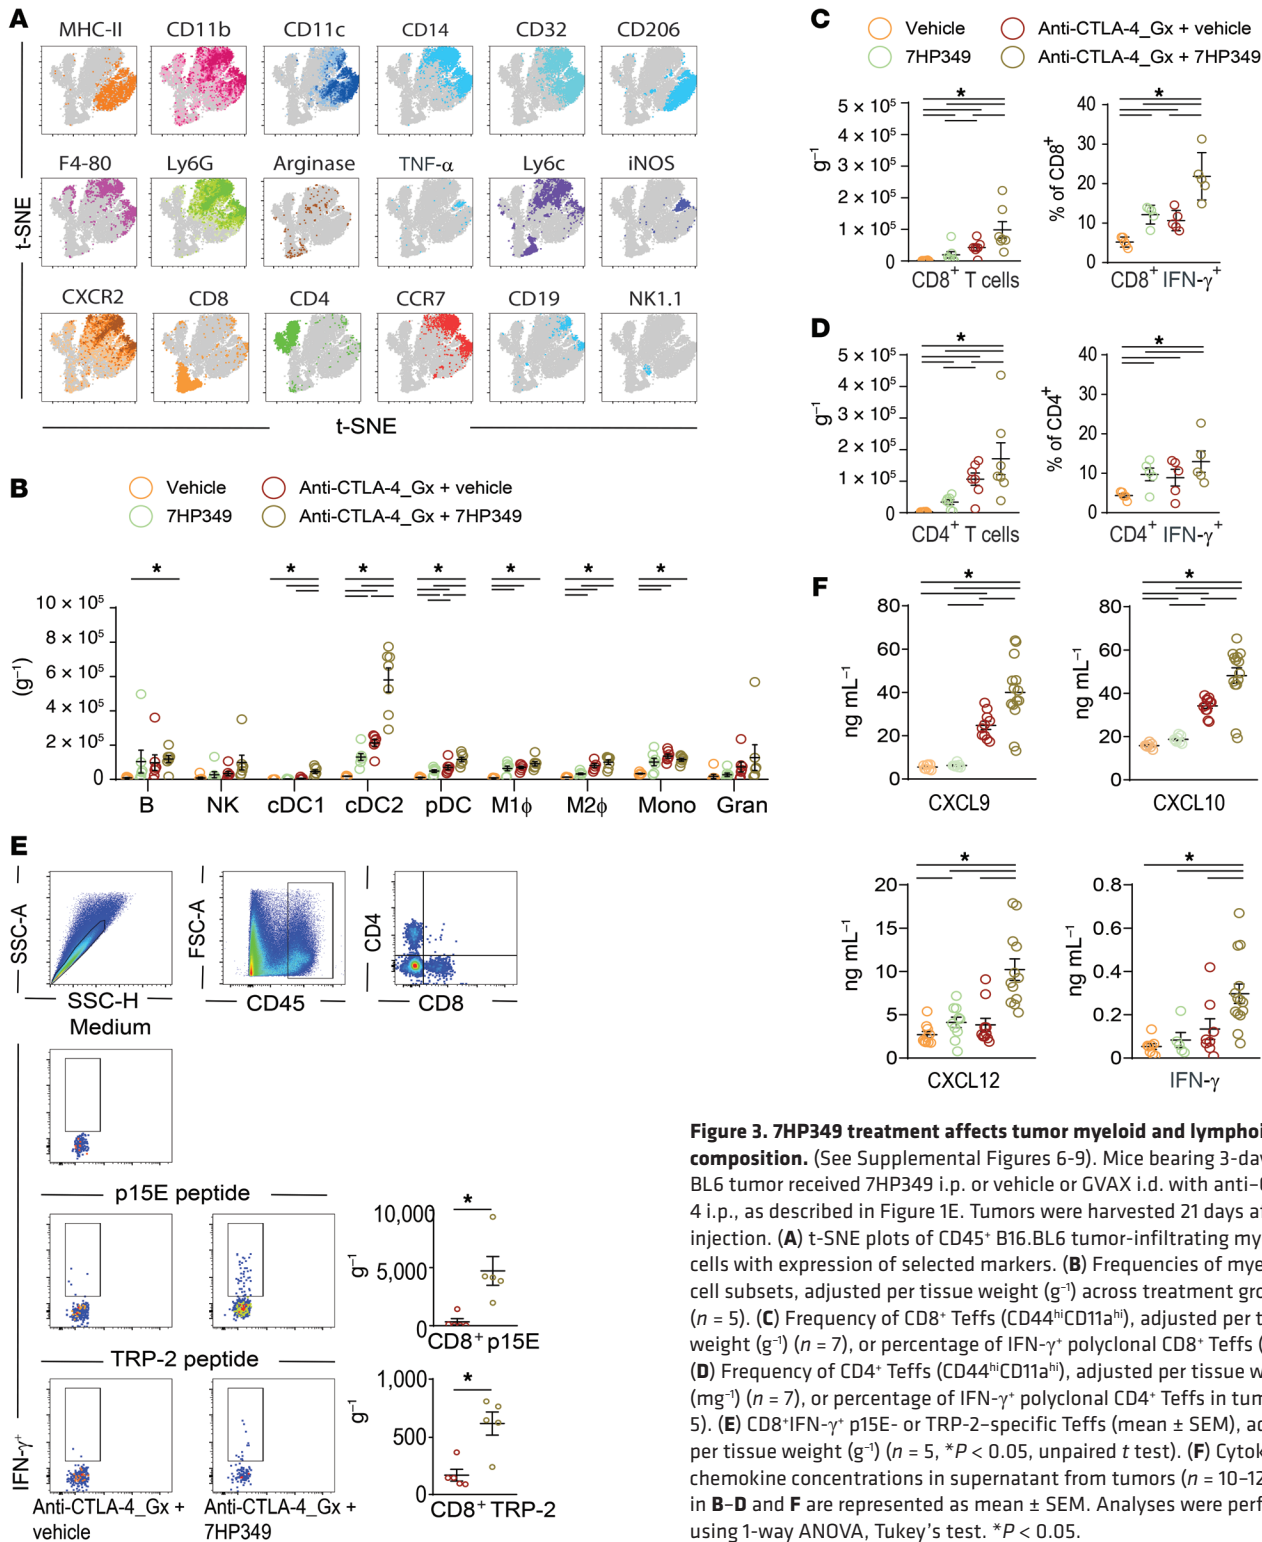 A
MHC-II CD11b CD11c CD14 CD32 CD206
F4-80 Ly6G Arginase TNF-α Ly6c iNOS
CXCR2 CD8 CD4 CCR7 CD19 NK1.1
t-SNE
t-SNE
B
Vehicle
7HP349
Anti-CTLA-4_Gx + vehicle
Anti-CTLA-4_Gx + 7HP349
* * * * * * *
(g⁻¹)
10 × 10⁵
8 × 10⁵
6 × 10⁵
4 × 10⁵
2 × 10⁵
0
B NK cDC1 cDC2 pDC M1ϕ M2ϕ Mono Gran
C
Vehicle
7HP349
Anti-CTLA-4_Gx + vehicle
Anti-CTLA-4_Gx + 7HP349
*
g⁻¹
5 × 10⁵
4 × 10⁵
3 × 10⁵
2 × 10⁵
1 × 10⁵
0
CD8⁺ T cells
*
% of CD8⁺
40
30
20
10
0
CD8⁺ IFN-γ⁺
D
*
g⁻¹
5 × 10⁵
4 × 10⁵
3 × 10⁵
2 × 10⁵
1 × 10⁵
0
CD4⁺ T cells
*
% of CD4⁺
40
30
20
10
0
CD4⁺ IFN-γ⁺
E
SSC-A
SSC-H
FSC-A
CD45
CD4
CD8
Medium
p15E peptide
TRP-2 peptide
IFN-γ⁺
Anti-CTLA-4_Gx +
vehicle
Anti-CTLA-4_Gx +
7HP349
*
g⁻¹
10,000
5,000
0
CD8⁺ p15E
*
g⁻¹
1,000
500
0
CD8⁺ TRP-2
F
*
ng mL⁻¹
80
60
40
20
0
CXCL9
*
ng mL⁻¹
80
60
40
20
0
CXCL10
*
ng mL⁻¹
20
15
10
5
0
CXCL12
*
ng mL⁻¹
0.8
0.6
0.4
0.2
0
IFN-γ
Figure 3. 7HP349 treatment affects tumor myeloid and lymphoi
composition. (See Supplemental Figures 6-9). Mice bearing 3-day
BL6 tumor received 7HP349 i.p. or vehicle or GVAX i.d. with anti–
4 i.p., as described in Figure 1E. Tumors were harvested 21 days a
injection. (A) t-SNE plots of CD45⁺ B16.BL6 tumor-infiltrating my
cells with expression of selected markers. (B) Frequencies of mye
cell subsets, adjusted per tissue weight (g⁻¹) across treatment gro
(n = 5). (C) Frequency of CD8⁺ Teffs (CD44ʰⁱCD11aʰⁱ), adjusted per t
weight (g⁻¹) (n = 7), or percentage of IFN-γ⁺ polyclonal CD8⁺ Teffs (
(D) Frequency of CD4⁺ Teffs (CD44ʰⁱCD11aʰⁱ), adjusted per tissue w
(mg⁻¹) (n = 7), or percentage of IFN-γ⁺ polyclonal CD4⁺ Teffs in tum
5). (E) CD8⁺IFN-γ⁺ p15E- or TRP-2–specific Teffs (mean ± SEM), ad
per tissue weight (g⁻¹) (n = 5, *P < 0.05, unpaired t test). (F) Cytok
chemokine concentrations in supernatant from tumors (n = 10–12
in B–D and F are represented as mean ± SEM. Analyses were perf
using 1-way ANOVA, Tukey's test. *P < 0.05.